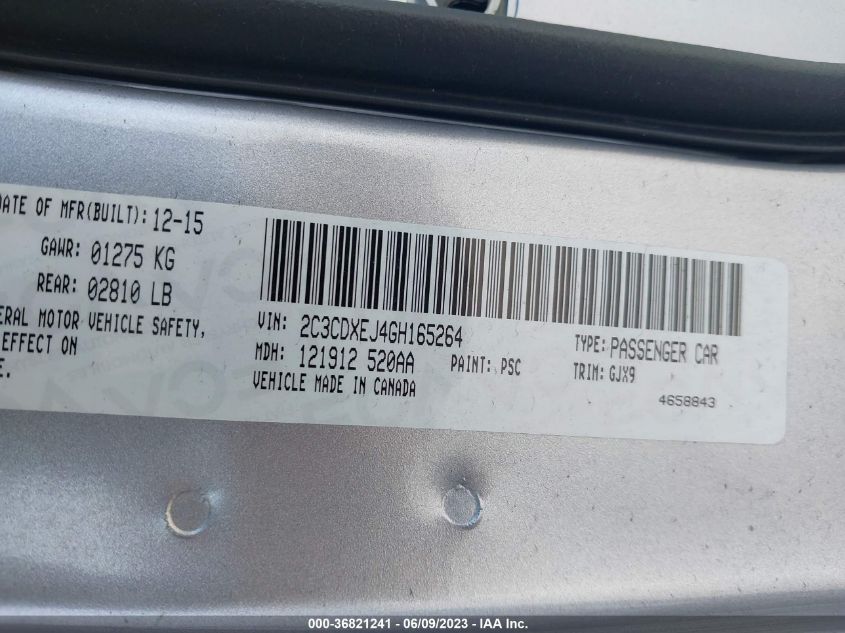 DATE OF MFR(BUILT): 12-15
GAWR: 01275 KG
REAR: 02810 LB
ERAL MOTOR VEHICLE SAFETY,
EFFECT ON
E.
VIN: 2C3CDXEJ4GH165264
MDH: 121912 520AA PAINT: PSC
VEHICLE MADE IN CANADA
TYPE: PASSENGER CAR
TRIM: GJX9
4658843
000-36821241 - 06/09/2023 - IAA Inc.